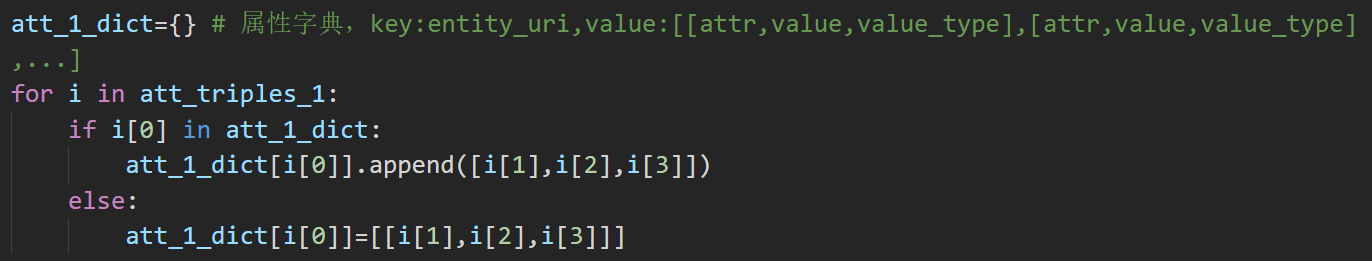 att_1_dict={} # 属性字典，key:entity_uri,value:[[attr,value,value_type],[attr,value,value_type]
,...]
for i in att_triples_1:
    if i[0] in att_1_dict:
        att_1_dict[i[0]].append([i[1],i[2],i[3]])
    else:
        att_1_dict[i[0]]=[[i[1],i[2],i[3]]]